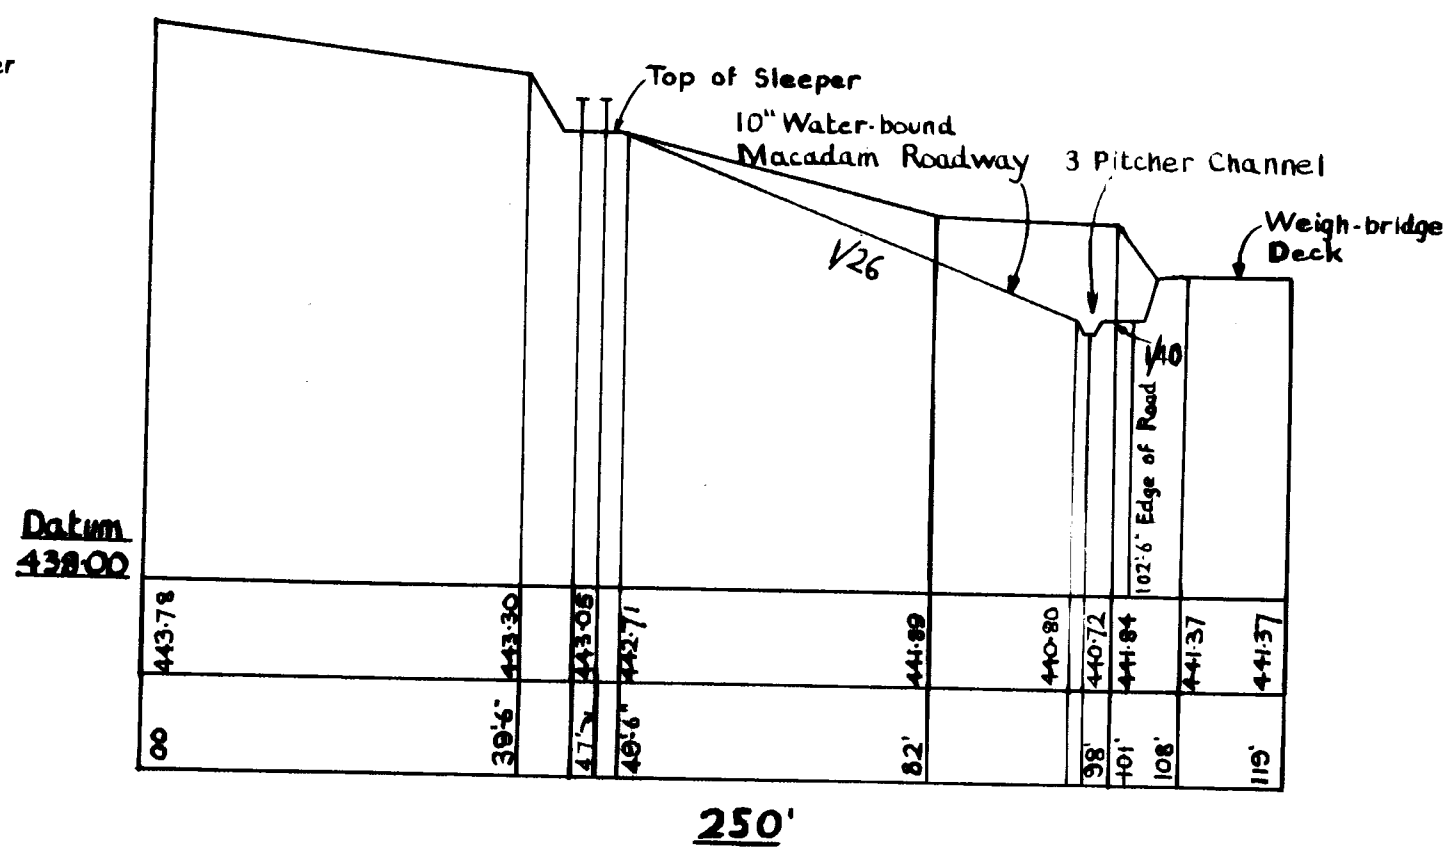 er
Top of Sleeper
10" Water-bound
Macadam Roadway
3 Pitcher Channel
Weigh-bridge
Deck
1/26
1/40
102'-6" Edge of Road
Datum
438·00
443·78
443·30
443·05
442·71
441·89
440·80
440·72
441·84
441·37
441·37
00
39'-6"
47'
82'
98'
101'
108'
119'
250'